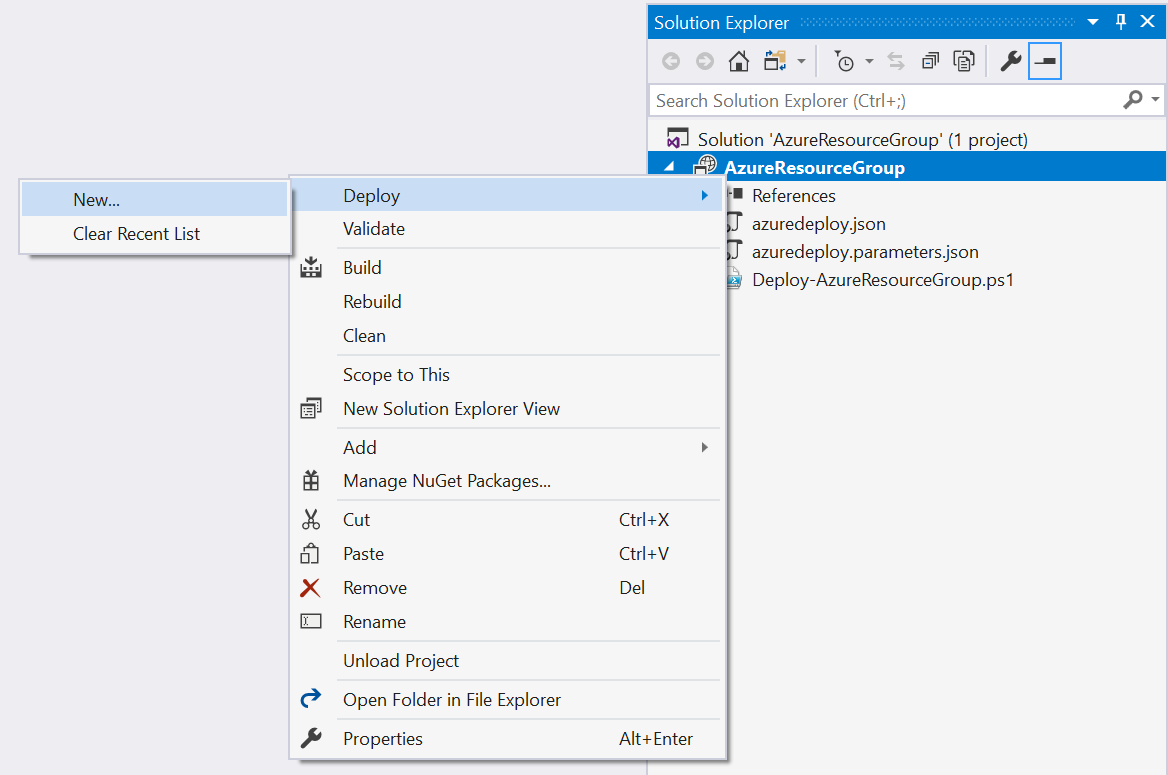 Solution Explorer
Search Solution Explorer (Ctrl+;)
Solution 'AzureResourceGroup' (1 project)
AzureResourceGroup
References
azuredeploy.json
azuredeploy.parameters.json
Deploy-AzureResourceGroup.ps1
New...
Clear Recent List
Deploy
Validate
Build
Rebuild
Clean
Scope to This
New Solution Explorer View
Add
Manage NuGet Packages...
Cut Ctrl+X
Paste Ctrl+V
Remove Del
Rename
Unload Project
Open Folder in File Explorer
Properties Alt+Enter